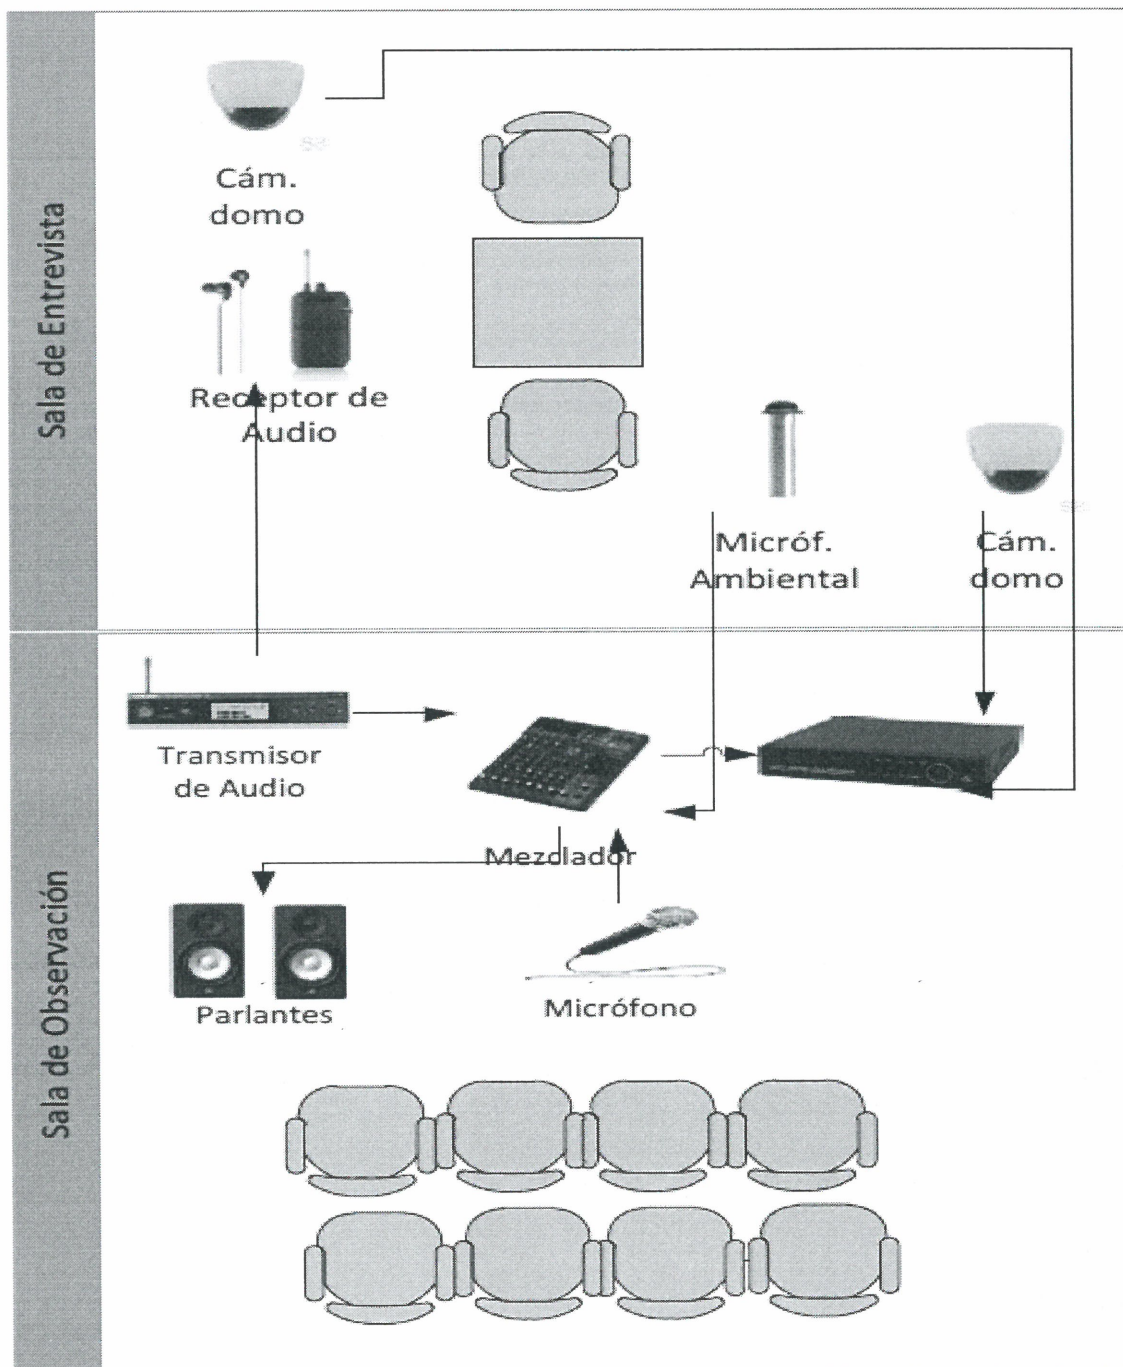 Sala de Entrevista
Cám.
domo
Receptor de
Audio
Micróf.
Ambiental
Cám.
domo
Sala de Observación
Transmisor
de Audio
Mezclador
Parlantes
Micrófono